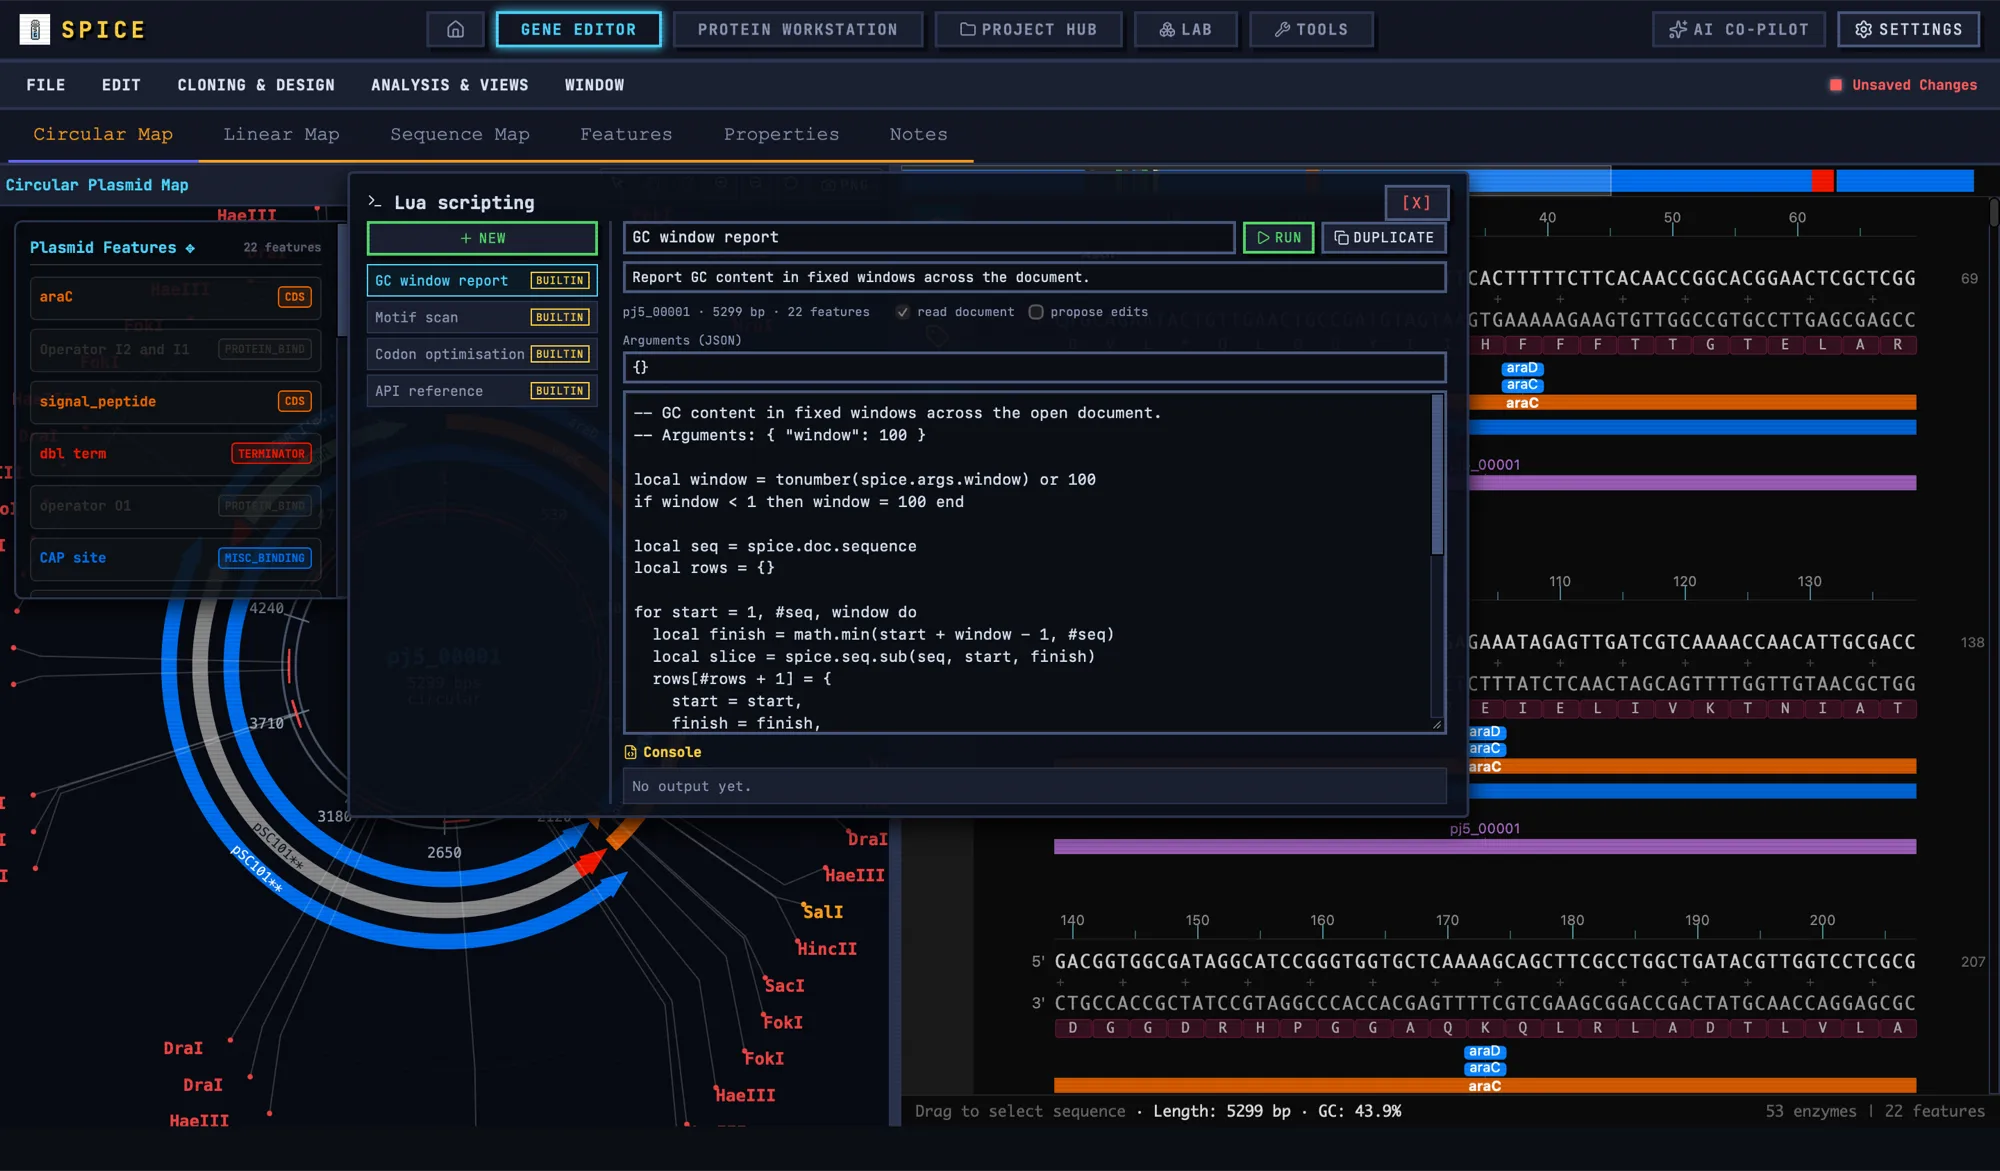 SPICE
GENE EDITOR
PROTEIN WORKSTATION
PROJECT HUB
LAB
TOOLS
AI CO-PILOT
SETTINGS
FILE
EDIT
CLONING & DESIGN
ANALYSIS & VIEWS
WINDOW
Unsaved Changes
Circular Map
Linear Map
Sequence Map
Features
Properties
Notes
Circular Plasmid Map
HaeIII
Plasmid Features
22 features
araC
CDS
Operator I2 and I1
PROTEIN_BIND
signal_peptide
CDS
dbl term
TERMINATOR
operator O1
PROTEIN_BIND
CAP site
MISC_BINDING
4240
3710
3180
2650
2120
pSC101**
pSC101**
DraI
HaeIII
SalI
HincII
SacI
FokI
FokI
HaeIII
DraI
DraI
HaeIII
pj5_00001
5299 bps
circular
>_ Lua scripting
[X]
+ NEW
GC window report BUILTIN
Motif scan BUILTIN
Codon optimisation BUILTIN
API reference BUILTIN
GC window report
RUN
DUPLICATE
Report GC content in fixed windows across the document.
pj5_00001 · 5299 bp · 22 features
read document
propose edits
Arguments (JSON)
{}
-- GC content in fixed windows across the open document.
-- Arguments: { "window": 100 }
local window = tonumber(spice.args.window) or 100
if window < 1 then window = 100 end
local seq = spice.doc.sequence
local rows = {}
for start = 1, #seq, window do
local finish = math.min(start + window - 1, #seq)
local slice = spice.seq.sub(seq, start, finish)
rows[#rows + 1] = {
start = start,
finish = finish,
Console
No output yet.
40 50 60
CACTTTTTCTTCACAACCGGCACGGAACTCGCTCGG 69
GTGAAAAAGAAGTGTTGGCCGTGCCTTGAGCGAGCC
H F F F T T G T E L A R
araD
araC
araC
_00001
110 120 130
GAAATAGAGTTGATCGTCAAAACCAACATTGCGACC 138
CTTTATCTCAACTAGCAGTTTTGGTTGTAACGCTGG
E I E L I V K T N I A T
araD
araC
araC
pj5_00001
140 150 160 170 180 190 200
5' GACGGTGGCGATAGGCATCCGGGTGGTGCTCAAAAGCAGCTTCGCCTGGCTGATACGTTGGTCCTCGCG 207
3' CTGCCACCGCTATCCGTAGGCCCACCACGAGTTTTCGTCGAAGCGGACCGACTATGCAACCAGGAGCGC
D G G D R H P G G A Q K Q L R L A D T L V L A
araD
araC
araC
Drag to select sequence · Length: 5299 bp · GC: 43.9%
53 enzymes | 22 features